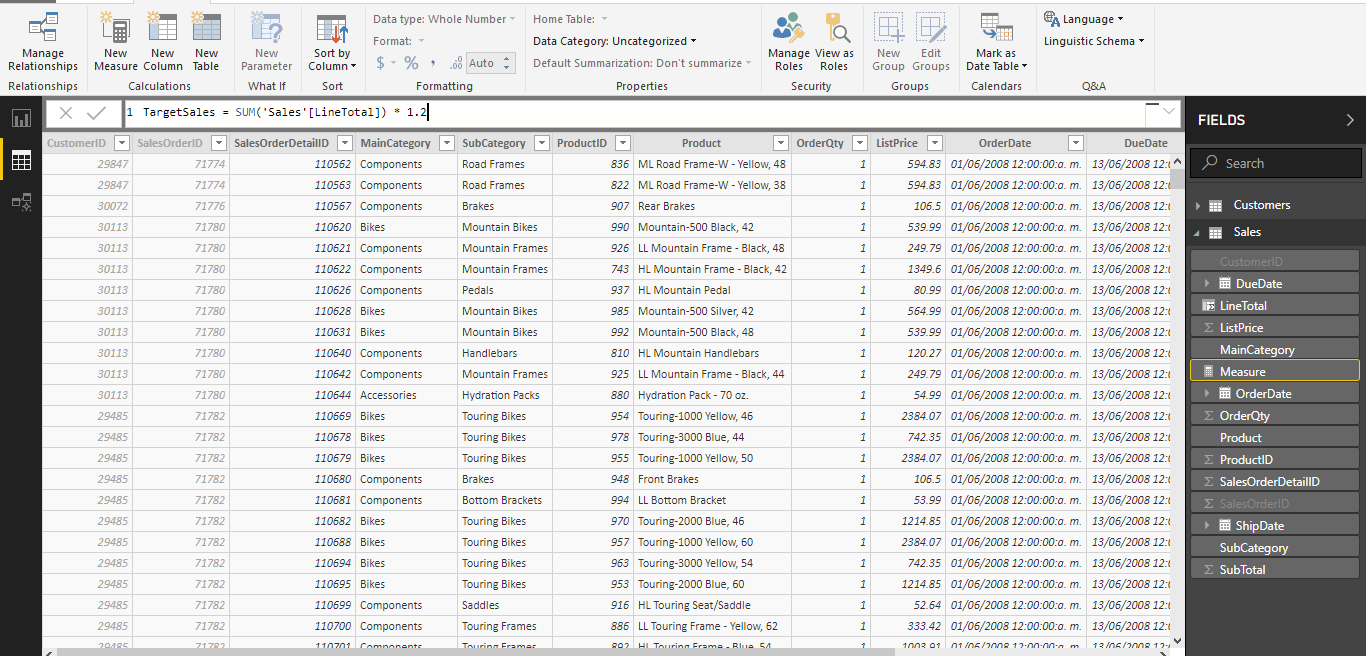 Manage Relationships
New Measure
New Column
New Table
New Parameter
Sort by Column
Data type: Whole Number
Format:
$ % , .00 Auto
Home Table:
Data Category: Uncategorized
Default Summarization: Don't summarize
Manage Roles
View as Roles
New Group
Edit Groups
Mark as Date Table
Language
Linguistic Schema
Relationships
Calculations
What If
Sort
Formatting
Properties
Security
Groups
Calendars
Q&A
1 TargetSales = SUM('Sales'[LineTotal]) * 1.2
CustomerID SalesOrderID SalesOrderDetailID MainCategory SubCategory ProductID Product OrderQty ListPrice OrderDate DueDate
29847 71774 110562 Components Road Frames 836 ML Road Frame-W - Yellow, 48 1 594.83 01/06/2008 12:00:00:a. m. 13/06/2008 12:
29847 71774 110563 Components Road Frames 822 ML Road Frame-W - Yellow, 38 1 594.83 01/06/2008 12:00:00:a. m. 13/06/2008 12:
30072 71776 110567 Components Brakes 907 Rear Brakes 1 106.5 01/06/2008 12:00:00:a. m. 13/06/2008 12:
30113 71780 110620 Bikes Mountain Bikes 990 Mountain-500 Black, 42 1 539.99 01/06/2008 12:00:00:a. m. 13/06/2008 12:
30113 71780 110621 Components Mountain Frames 926 LL Mountain Frame - Black, 48 1 249.79 01/06/2008 12:00:00:a. m. 13/06/2008 12:
30113 71780 110622 Components Mountain Frames 743 HL Mountain Frame - Black, 42 1 1349.6 01/06/2008 12:00:00:a. m. 13/06/2008 12:
30113 71780 110626 Components Pedals 937 HL Mountain Pedal 1 80.99 01/06/2008 12:00:00:a. m. 13/06/2008 12:
30113 71780 110628 Bikes Mountain Bikes 985 Mountain-500 Silver, 42 1 564.99 01/06/2008 12:00:00:a. m. 13/06/2008 12:
30113 71780 110631 Bikes Mountain Bikes 992 Mountain-500 Black, 48 1 539.99 01/06/2008 12:00:00:a. m. 13/06/2008 12:
30113 71780 110640 Components Handlebars 810 HL Mountain Handlebars 1 120.27 01/06/2008 12:00:00:a. m. 13/06/2008 12:
30113 71780 110642 Components Mountain Frames 925 LL Mountain Frame - Black, 44 1 249.79 01/06/2008 12:00:00:a. m. 13/06/2008 12:
30113 71780 110644 Accessories Hydration Packs 880 Hydration Pack - 70 oz. 1 54.99 01/06/2008 12:00:00:a. m. 13/06/2008 12:
29485 71782 110669 Bikes Touring Bikes 954 Touring-1000 Yellow, 46 1 2384.07 01/06/2008 12:00:00:a. m. 13/06/2008 12:
29485 71782 110678 Bikes Touring Bikes 978 Touring-3000 Blue, 44 1 742.35 01/06/2008 12:00:00:a. m. 13/06/2008 12:
29485 71782 110679 Bikes Touring Bikes 955 Touring-1000 Yellow, 50 1 2384.07 01/06/2008 12:00:00:a. m. 13/06/2008 12:
29485 71782 110680 Components Brakes 948 Front Brakes 1 106.5 01/06/2008 12:00:00:a. m. 13/06/2008 12:
29485 71782 110681 Components Bottom Brackets 994 LL Bottom Bracket 1 53.99 01/06/2008 12:00:00:a. m. 13/06/2008 12:
29485 71782 110682 Bikes Touring Bikes 970 Touring-2000 Blue, 46 1 1214.85 01/06/2008 12:00:00:a. m. 13/06/2008 12:
29485 71782 110688 Bikes Touring Bikes 957 Touring-1000 Yellow, 60 1 2384.07 01/06/2008 12:00:00:a. m. 13/06/2008 12:
29485 71782 110694 Bikes Touring Bikes 963 Touring-3000 Yellow, 54 1 742.35 01/06/2008 12:00:00:a. m. 13/06/2008 12:
29485 71782 110695 Bikes Touring Bikes 953 Touring-2000 Blue, 60 1 1214.85 01/06/2008 12:00:00:a. m. 13/06/2008 12:
29485 71782 110699 Components Saddles 916 HL Touring Seat/Saddle 1 52.64 01/06/2008 12:00:00:a. m. 13/06/2008 12:
29485 71782 110700 Components Touring Frames 886 LL Touring Frame - Yellow, 62 1 333.42 01/06/2008 12:00:00:a. m. 13/06/2008 12:
29485 71782 110701 Components Touring Frames 892 HL Touring Frame - Blue, 54 1 1003.91 01/06/2008 12:00:00:a. m. 13/06/2008 12:
FIELDS
Search
Customers
Sales
CustomerID
DueDate
LineTotal
Σ ListPrice
MainCategory
Measure
OrderDate
Σ OrderQty
Product
Σ ProductID
Σ SalesOrderDetailID
Σ SalesOrderID
ShipDate
SubCategory
Σ SubTotal